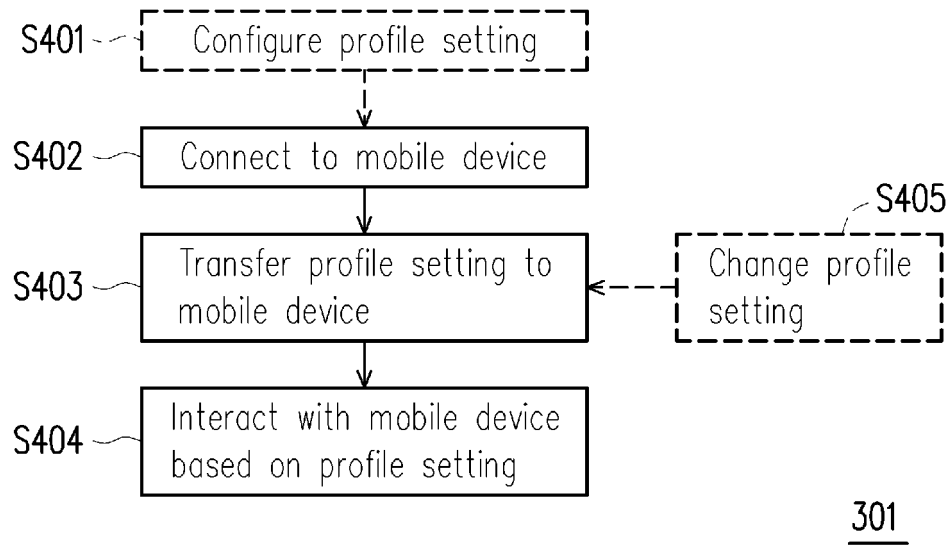 S401
Configure profile setting
S402
Connect to mobile device
S405
S403
Transfer profile setting to
mobile device
Change profile
setting
S404
Interact with mobile device
based on profile setting
301